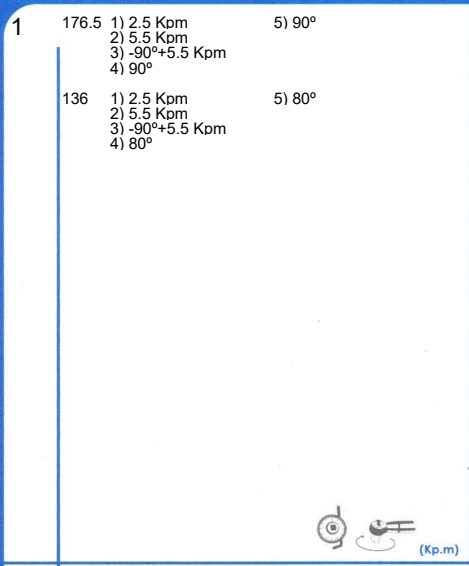 1
176.5 1) 2.5 Kpm 5) 90º
2) 5.5 Kpm
3) -90º+5.5 Kpm
4) 90º
136 1) 2.5 Kpm 5) 80º
2) 5.5 Kpm
3) -90º+5.5 Kpm
4) 80º
(Kp.m)